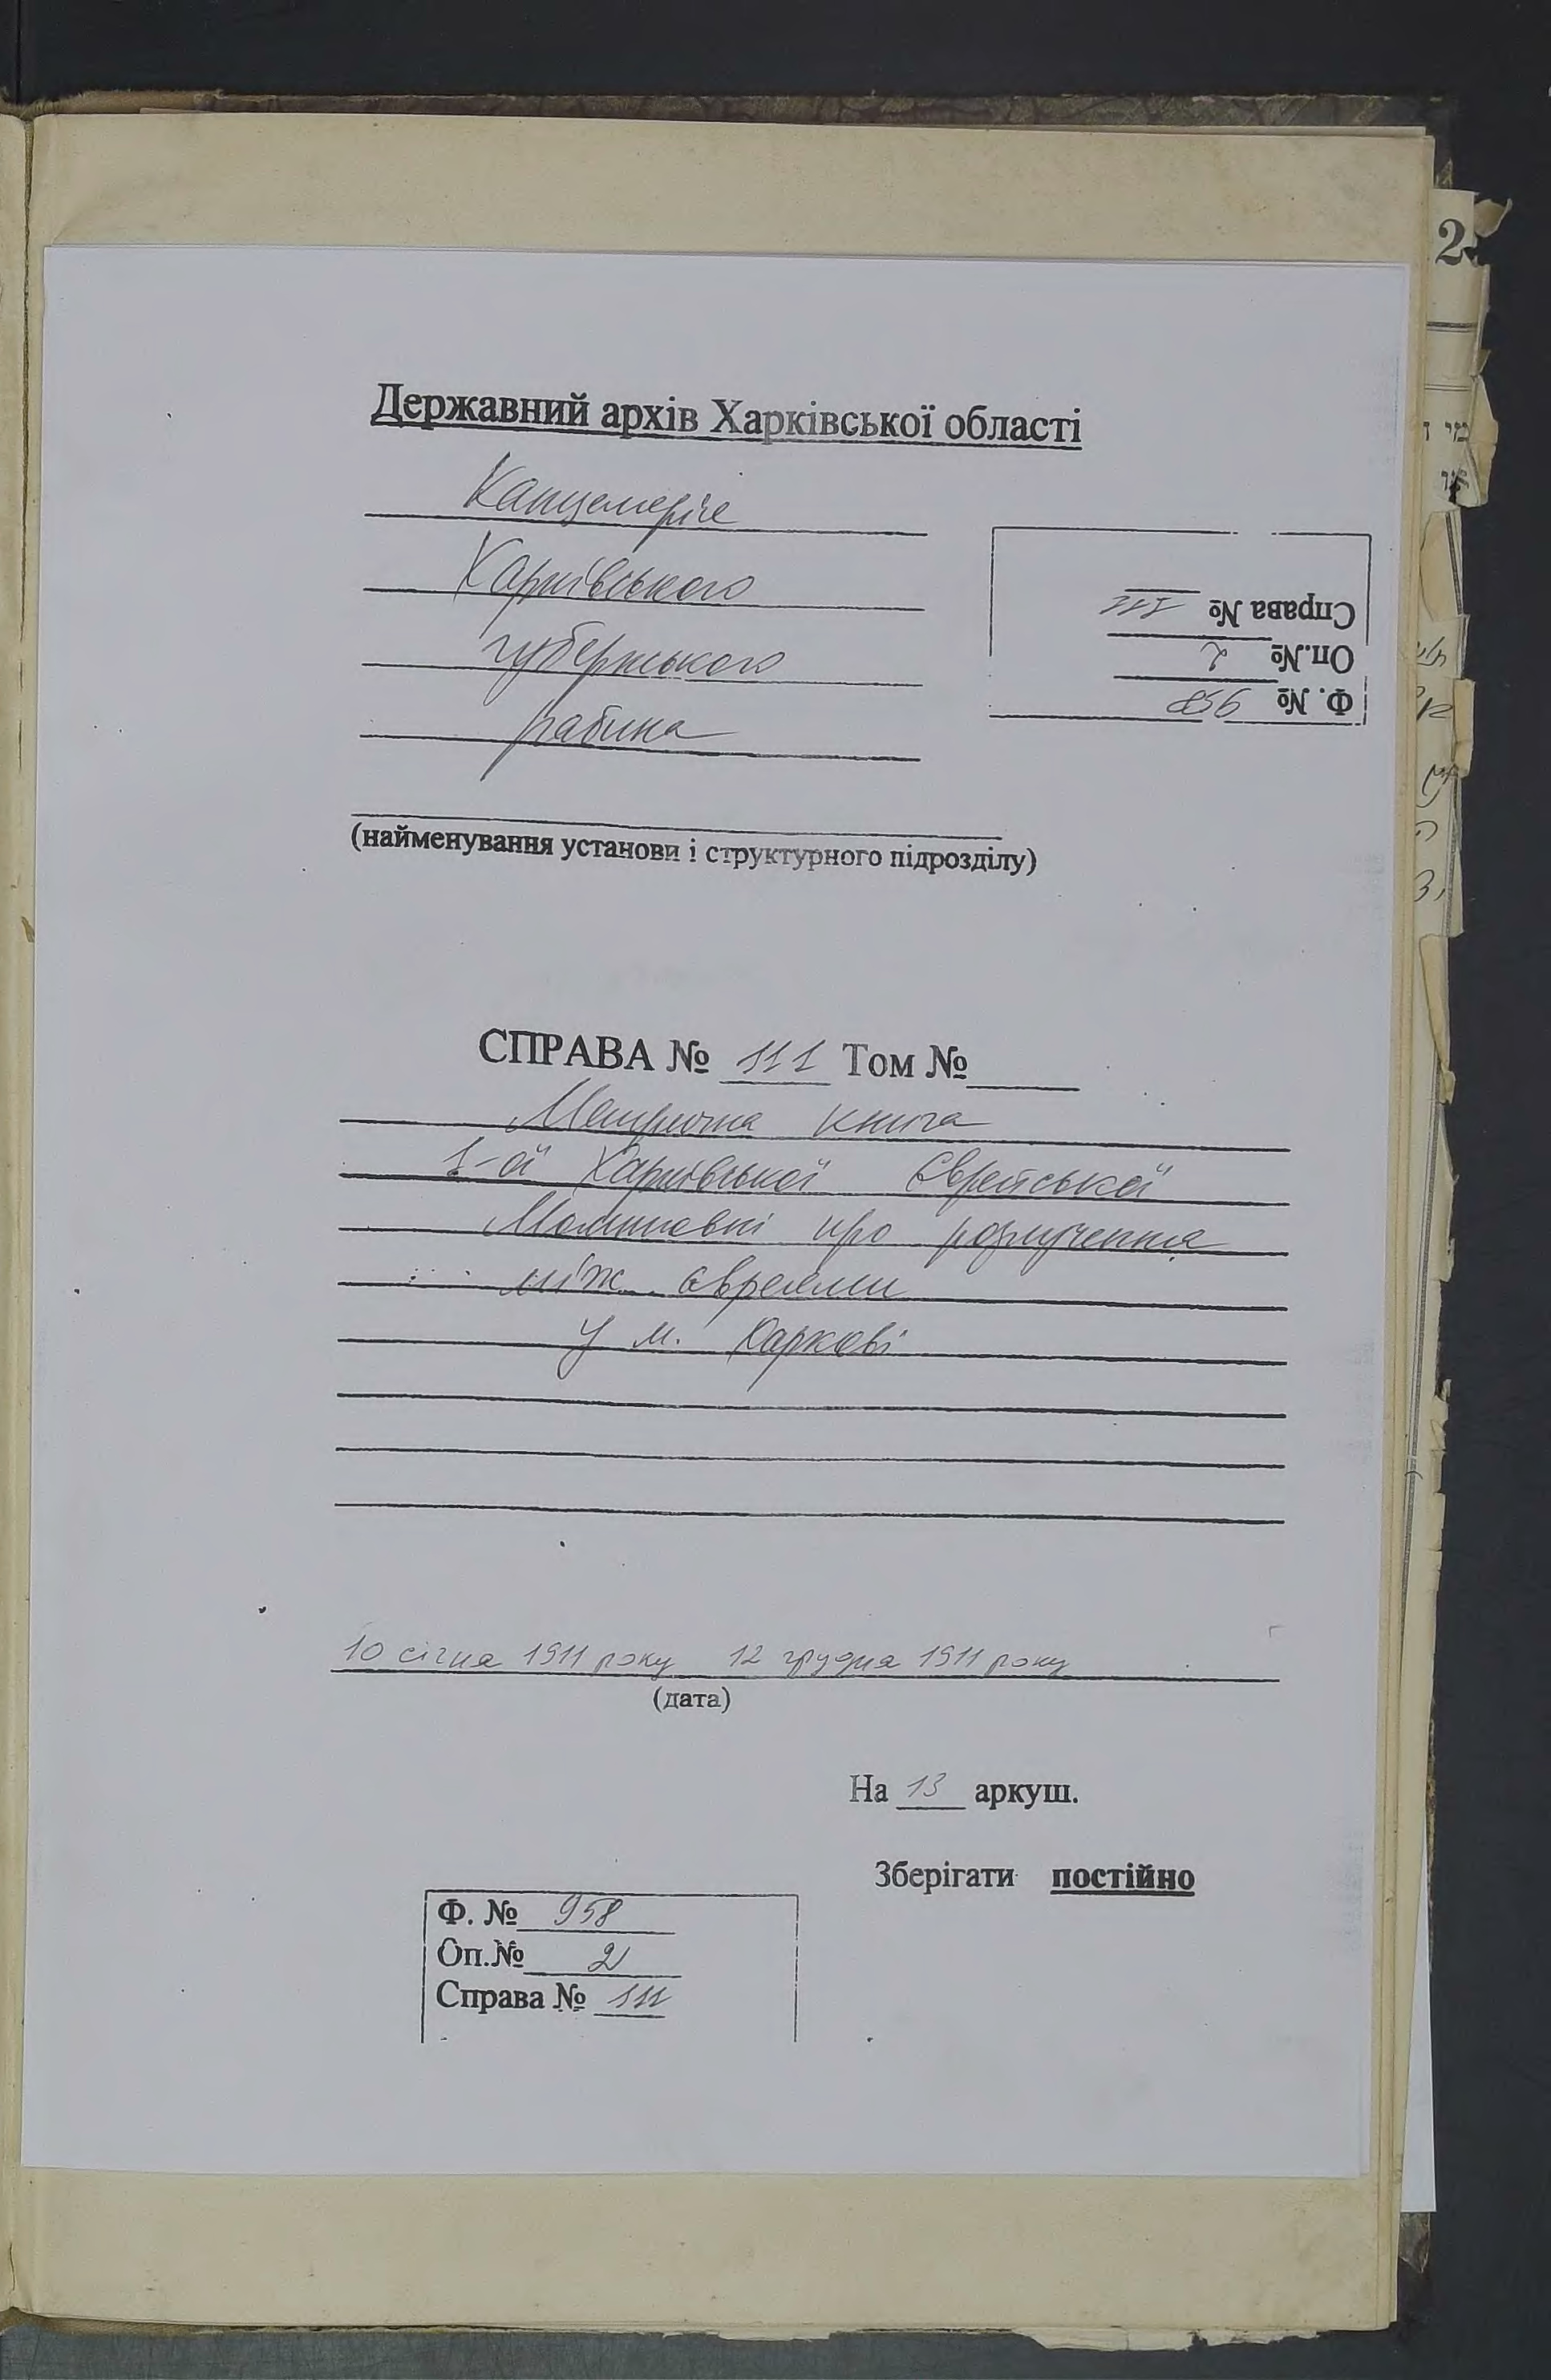 Державний архів Харківської області
Канцелярія
Харківського
губернського
рабина
(найменування установи і структурного підрозділу)
Справа № 111
Оп.№ 2
Ф. № 958
СПРАВА № 111 Том №
Метрична книга
1-ої Харківської Єврейської
Молитовні про розлучення
між євреями
у м. Харкові
10 січня 1911 року 12 грудня 1911 року
(дата)
На 13 аркуш.
Зберігати постійно
Ф. № 958
Оп.№ 2
Справа № 111
2